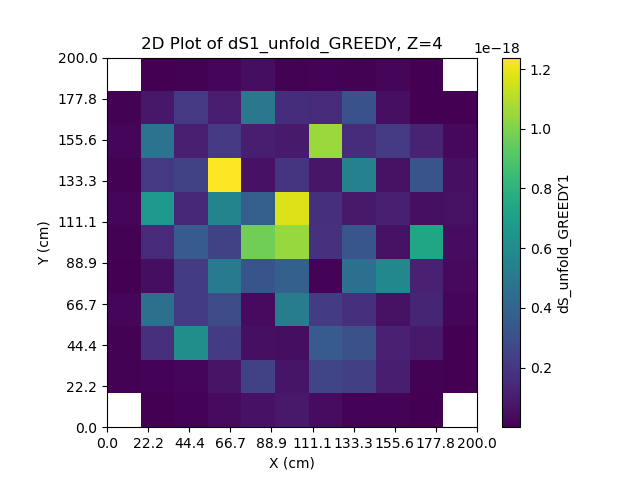 2D Plot of dS1_unfold_GREEDY, Z=4
1e−18
200.0
177.8
155.6
133.3
111.1
88.9
66.7
44.4
22.2
0.0
Y (cm)
0.0 22.2 44.4 66.7 88.9 111.1 133.3 155.6 177.8 200.0
X (cm)
1.2
1.0
0.8
0.6
0.4
0.2
dS_unfold_GREEDY1